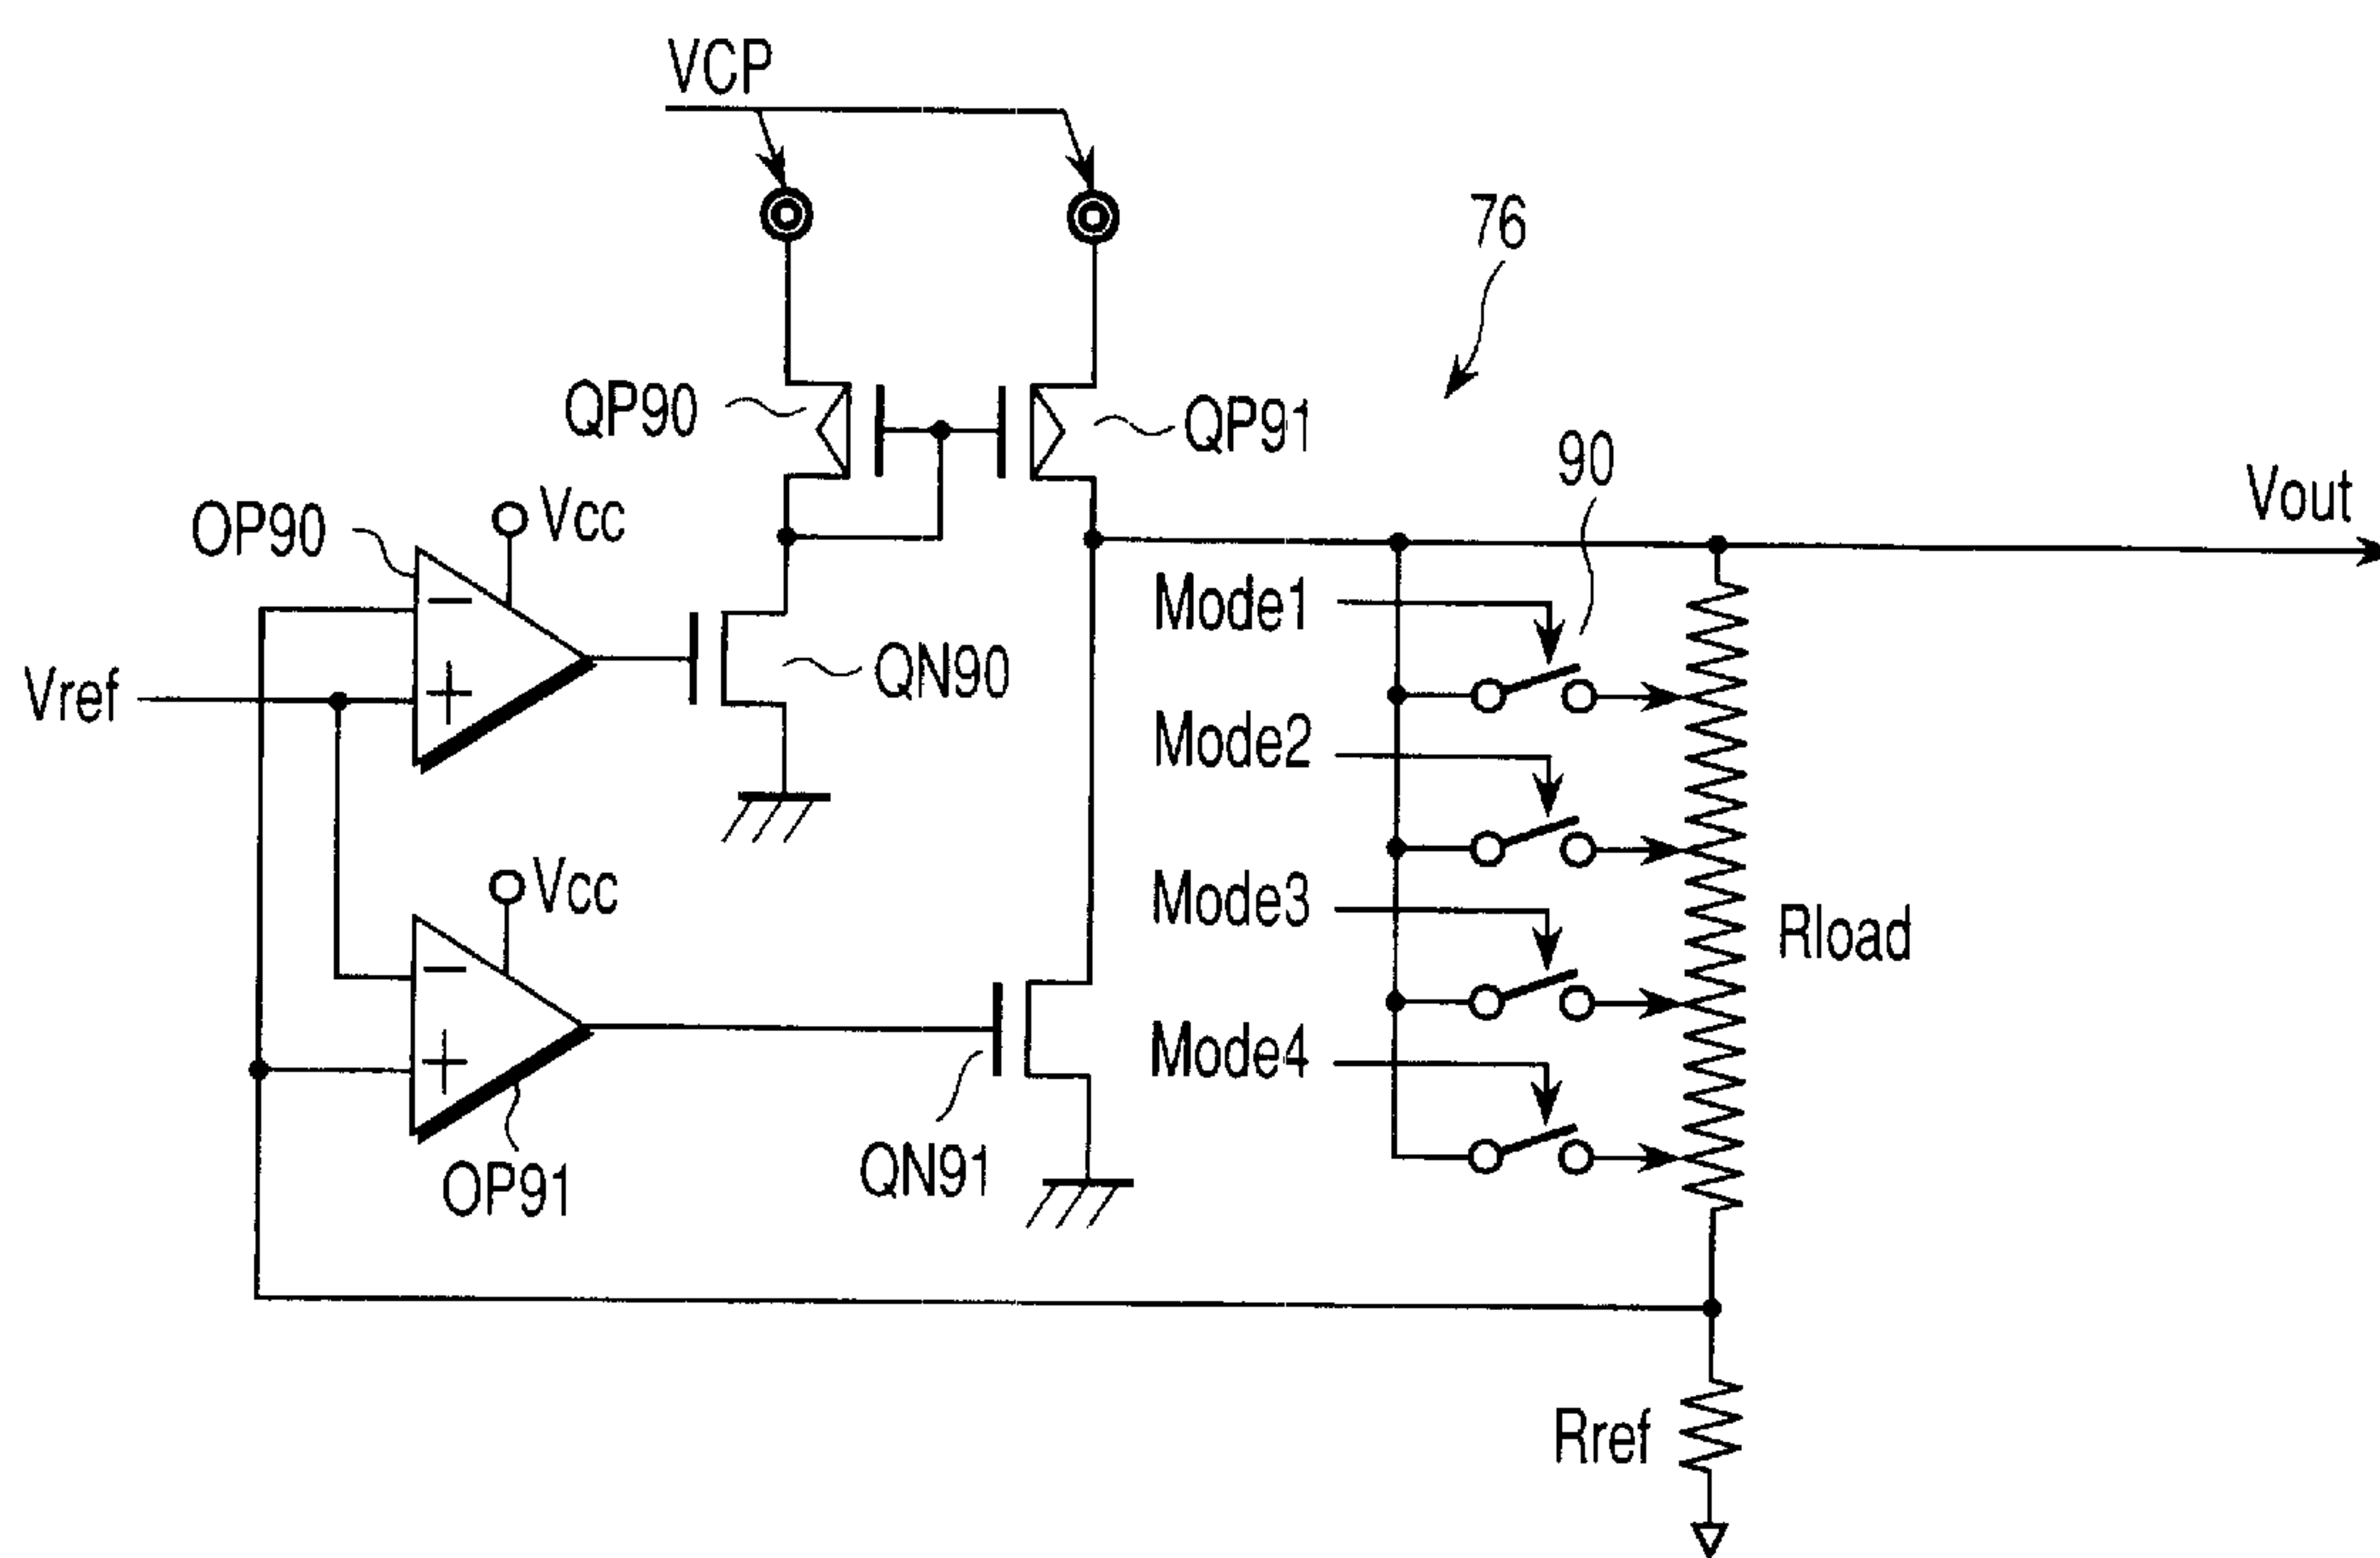 VCP
76
QP90
QP91
90
Vout
OP90
Vcc
Mode1
Vref
QN90
Mode2
Vcc
Mode3
Rload
Mode4
OP91
QN91
Rref